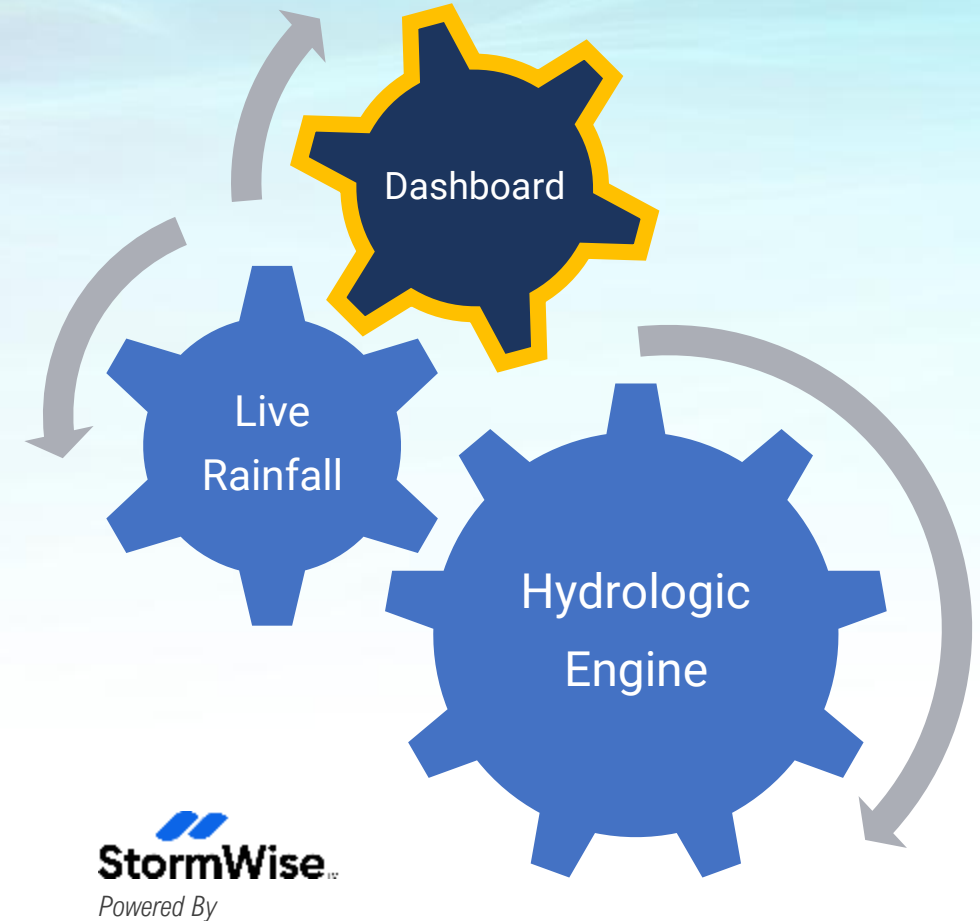 Dashboard
Live
Rainfall
Hydrologic
Engine
StormWise
Powered By